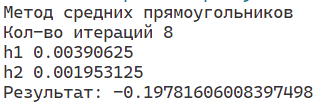 Метод средних прямоугольников
Кол-во итераций 8
h1 0.00390625
h2 0.001953125
Результат: -0.19781606008397498